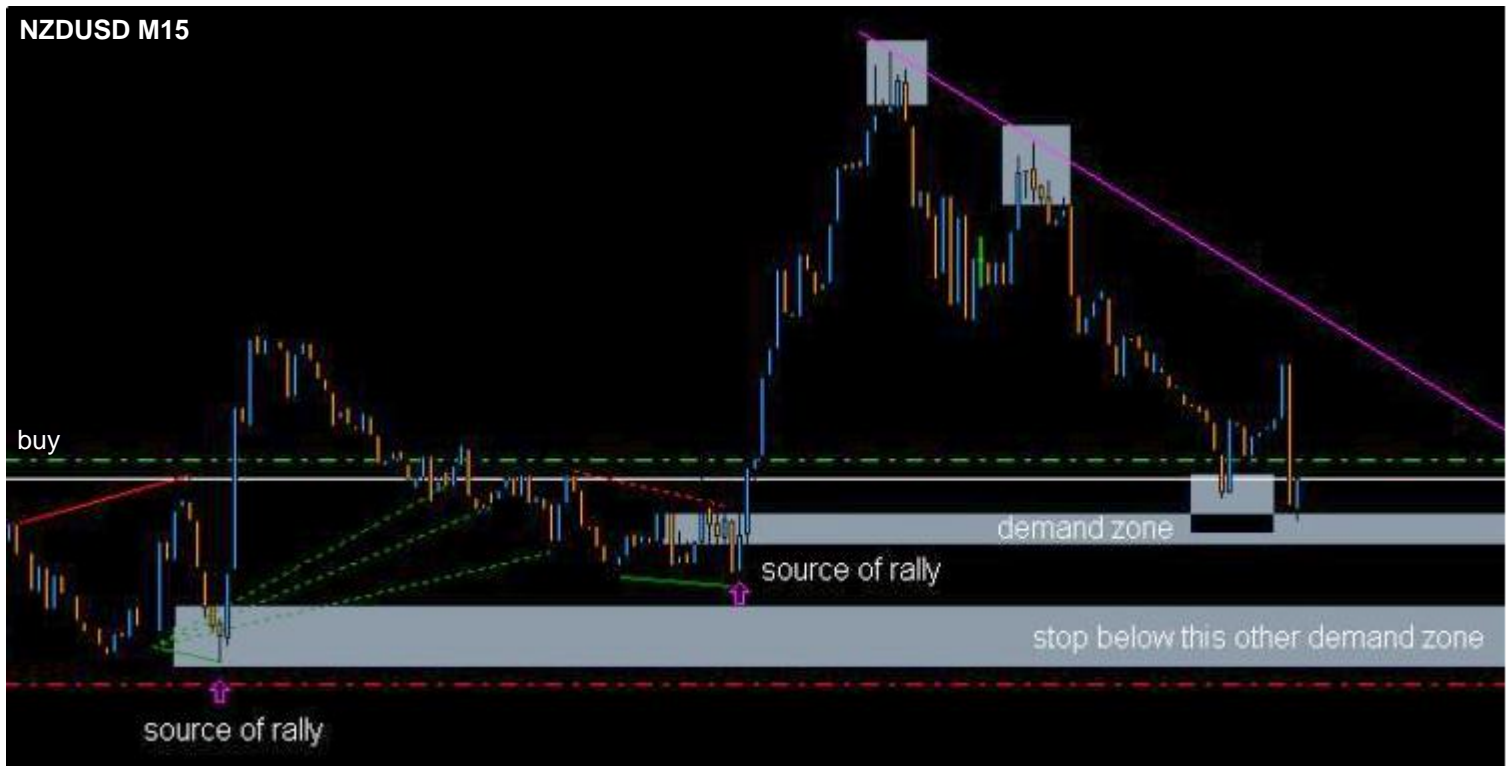 NZDUSD M15
buy
demand zone
source of rally
stop below this other demand zone
source of rally